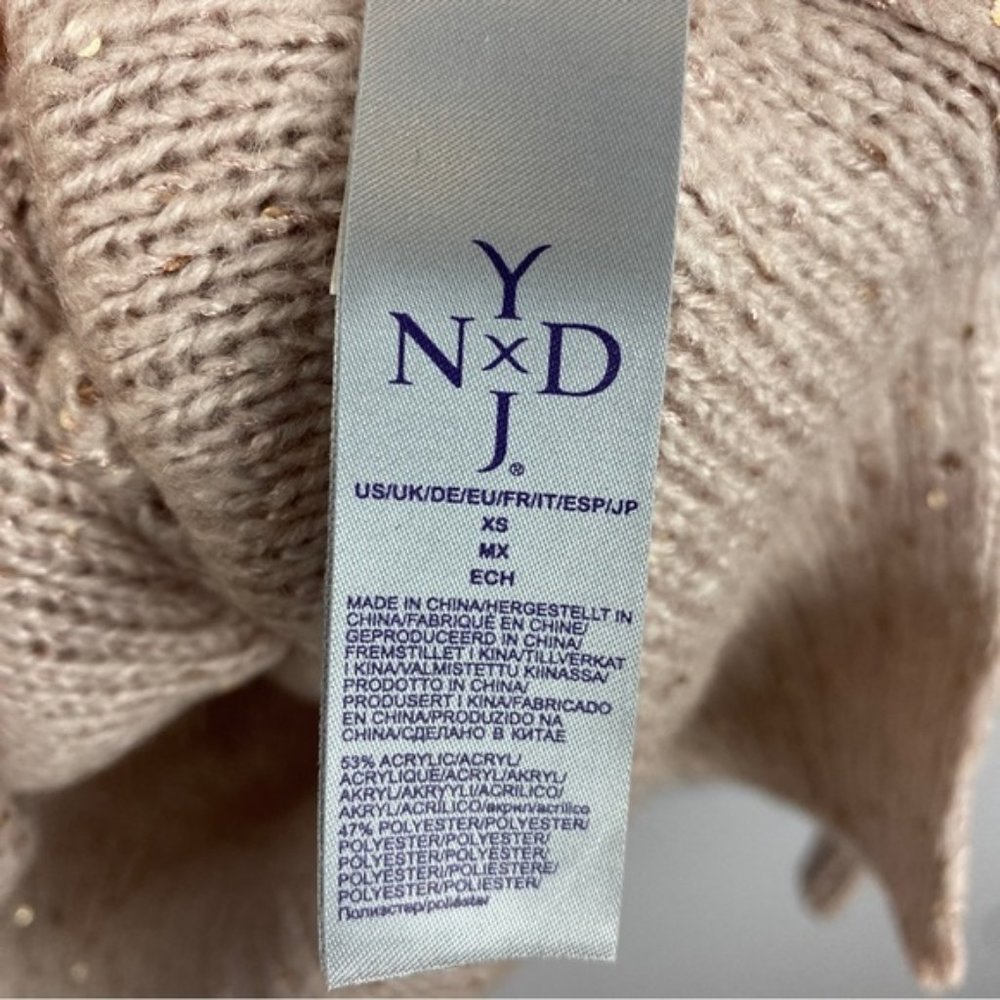 Y
N x D
J®
US/UK/DE/EU/FR/IT/ESP/JP
XS
MX
ECH
MADE IN CHINA/HERGESTELLT IN
CHINA/FABRIQUÉ EN CHINE/
GEPRODUCEERD IN CHINA/
FREMSTILLET I KINA/TILLVERKAT
I KINA/VALMISTETTU KIINASSA/
PRODOTTO IN CHINA/
PRODUSERT I KINA/FABRICADO
EN CHINA/PRODUZIDO NA
CHINA/СДЕЛАНО В КИТАЕ
53% ACRYLIC/ACRYL/
ACRYLIQUE/ACRYL/AKRYL/
AKRYL/AKRYYLI/ACRILICO/
AKRYL/ACRÍLICO/акрил/acrílico
47% POLYESTER/POLYESTER/
POLYESTER/POLYESTER/
POLYESTER/POLYESTER/
POLYESTERI/POLIESTERE/
POLYESTER/POLIÉSTER/
Полиэстер/poliéster